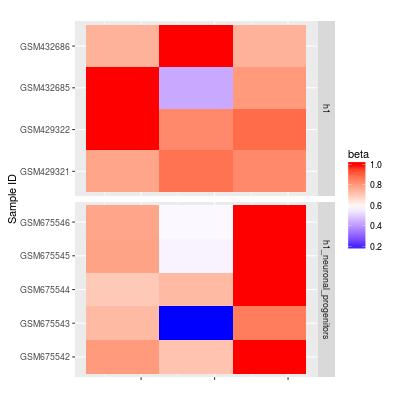 GSM432686
GSM432685
GSM429322
GSM429321
h1
GSM675546
GSM675545
GSM675544
GSM675543
GSM675542
h1_neuronal_progenitors
Sample ID
beta
1.0
0.8
0.6
0.4
0.2